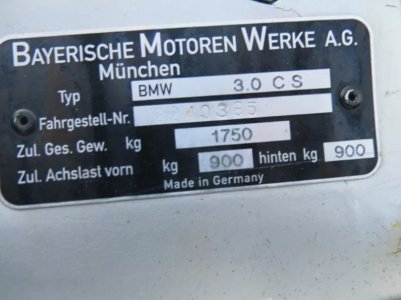 BAYERISCHE MOTOREN WERKE A.G.
München
Typ BMW 3.0 CS
Fahrgestell-Nr. 2240395
Zul. Ges. Gew. kg 1750
Zul. Achslast vorn kg 900 hinten kg 900
Made in Germany